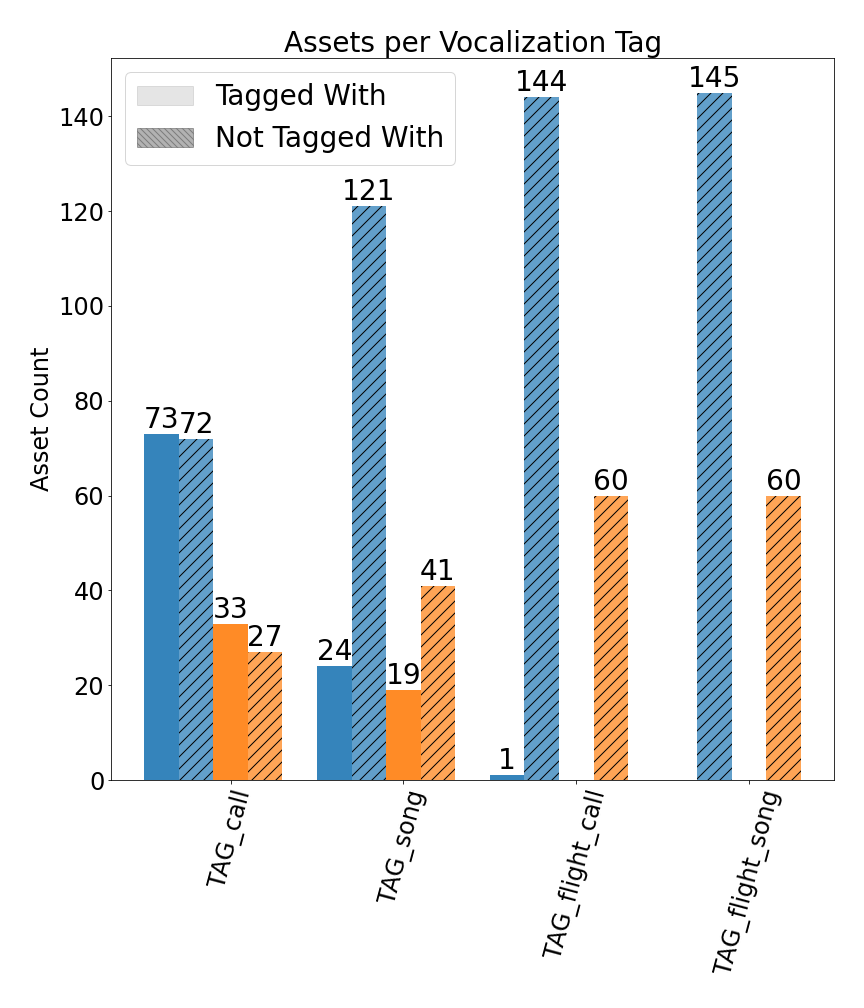 Assets per Vocalization Tag
Tagged With
Not Tagged With
Asset Count
140
120
100
80
60
40
20
0
73 72 33 27
24 121 19 41
1 144 60
145 60
TAG_call
TAG_song
TAG_flight_call
TAG_flight_song